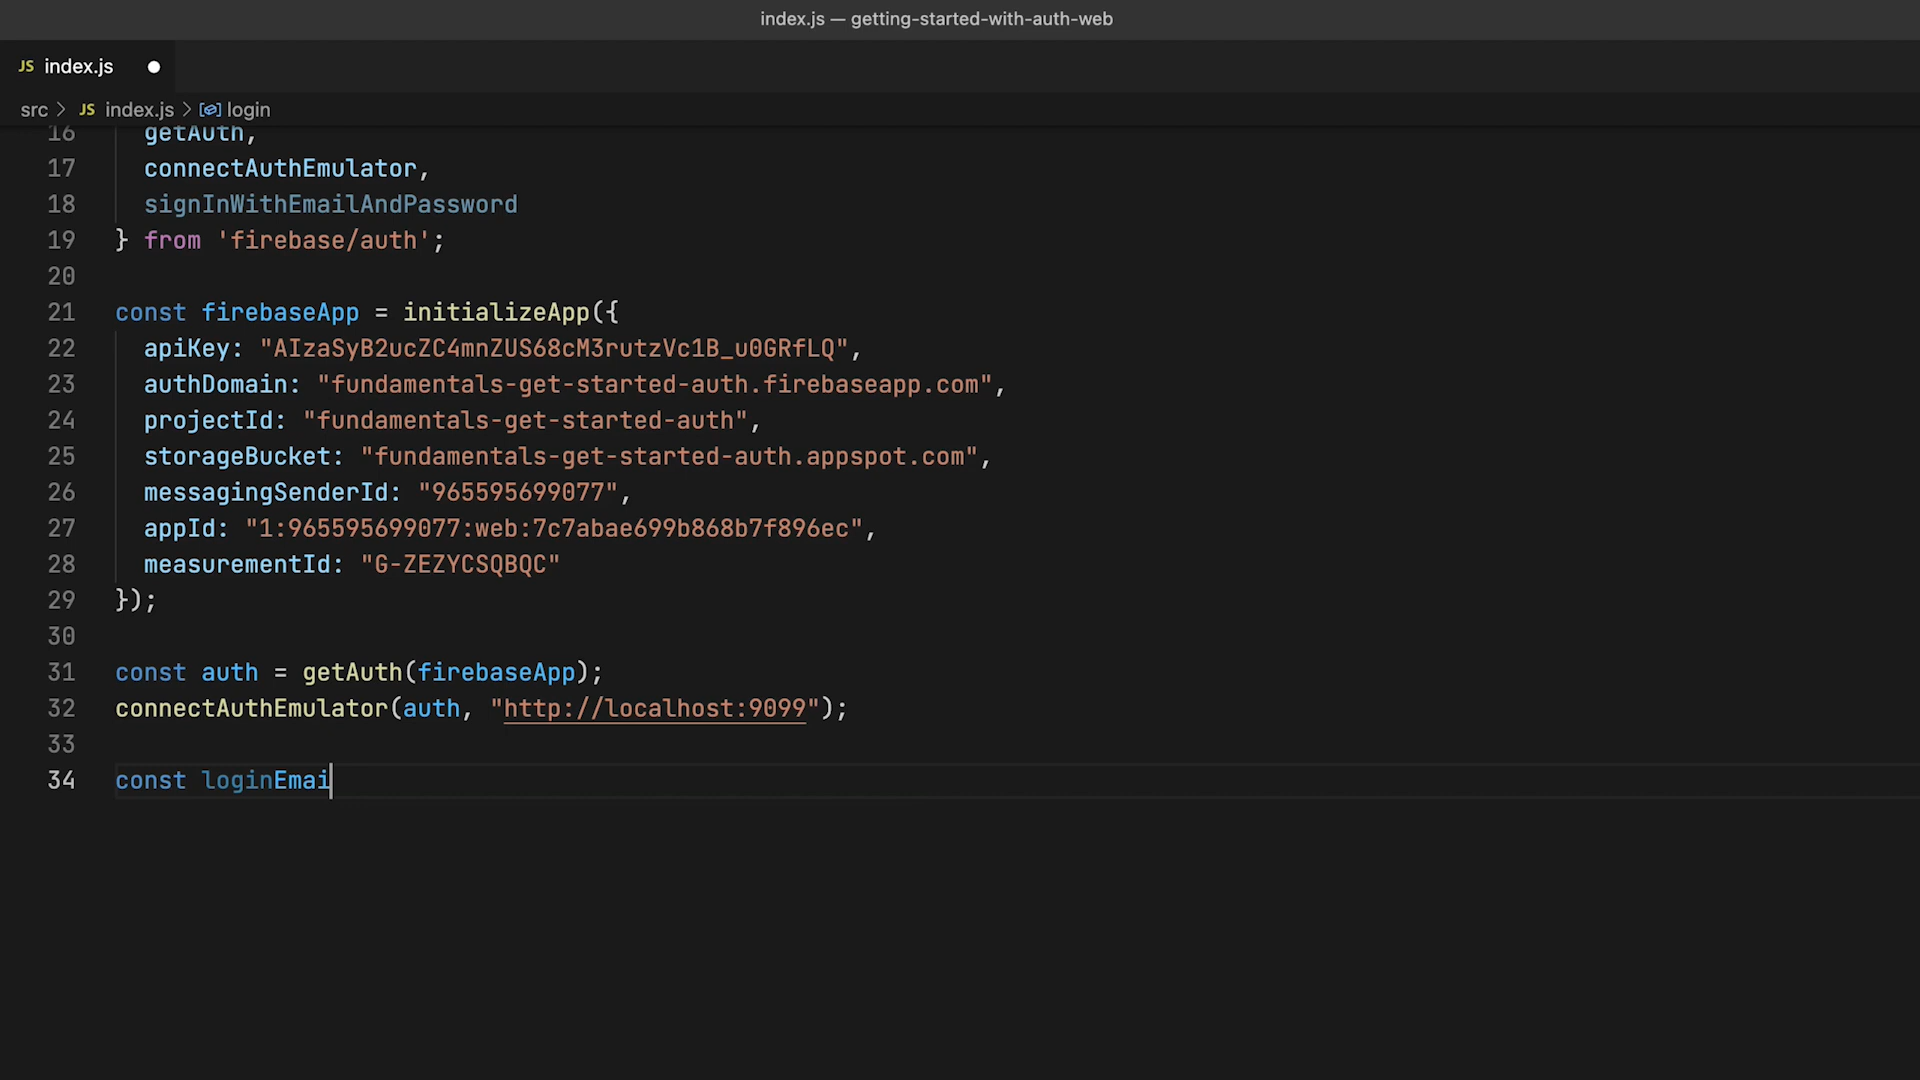 index.js — getting-started-with-auth-web
JS index.js
src > JS index.js > login
16 getAuth,
17 connectAuthEmulator,
18 signInWithEmailAndPassword
19 } from 'firebase/auth';
20
21 const firebaseApp = initializeApp({
22 apiKey: "AIzaSyB2ucZC4mnZUS68cM3rutzVc1B_u0GRfLQ",
23 authDomain: "fundamentals-get-started-auth.firebaseapp.com",
24 projectId: "fundamentals-get-started-auth",
25 storageBucket: "fundamentals-get-started-auth.appspot.com",
26 messagingSenderId: "965595699077",
27 appId: "1:965595699077:web:7c7abae699b868b7f896ec",
28 measurementId: "G-ZEZYCSQBQC"
29 });
30
31 const auth = getAuth(firebaseApp);
32 connectAuthEmulator(auth, "http://localhost:9099");
33
34 const loginEmai